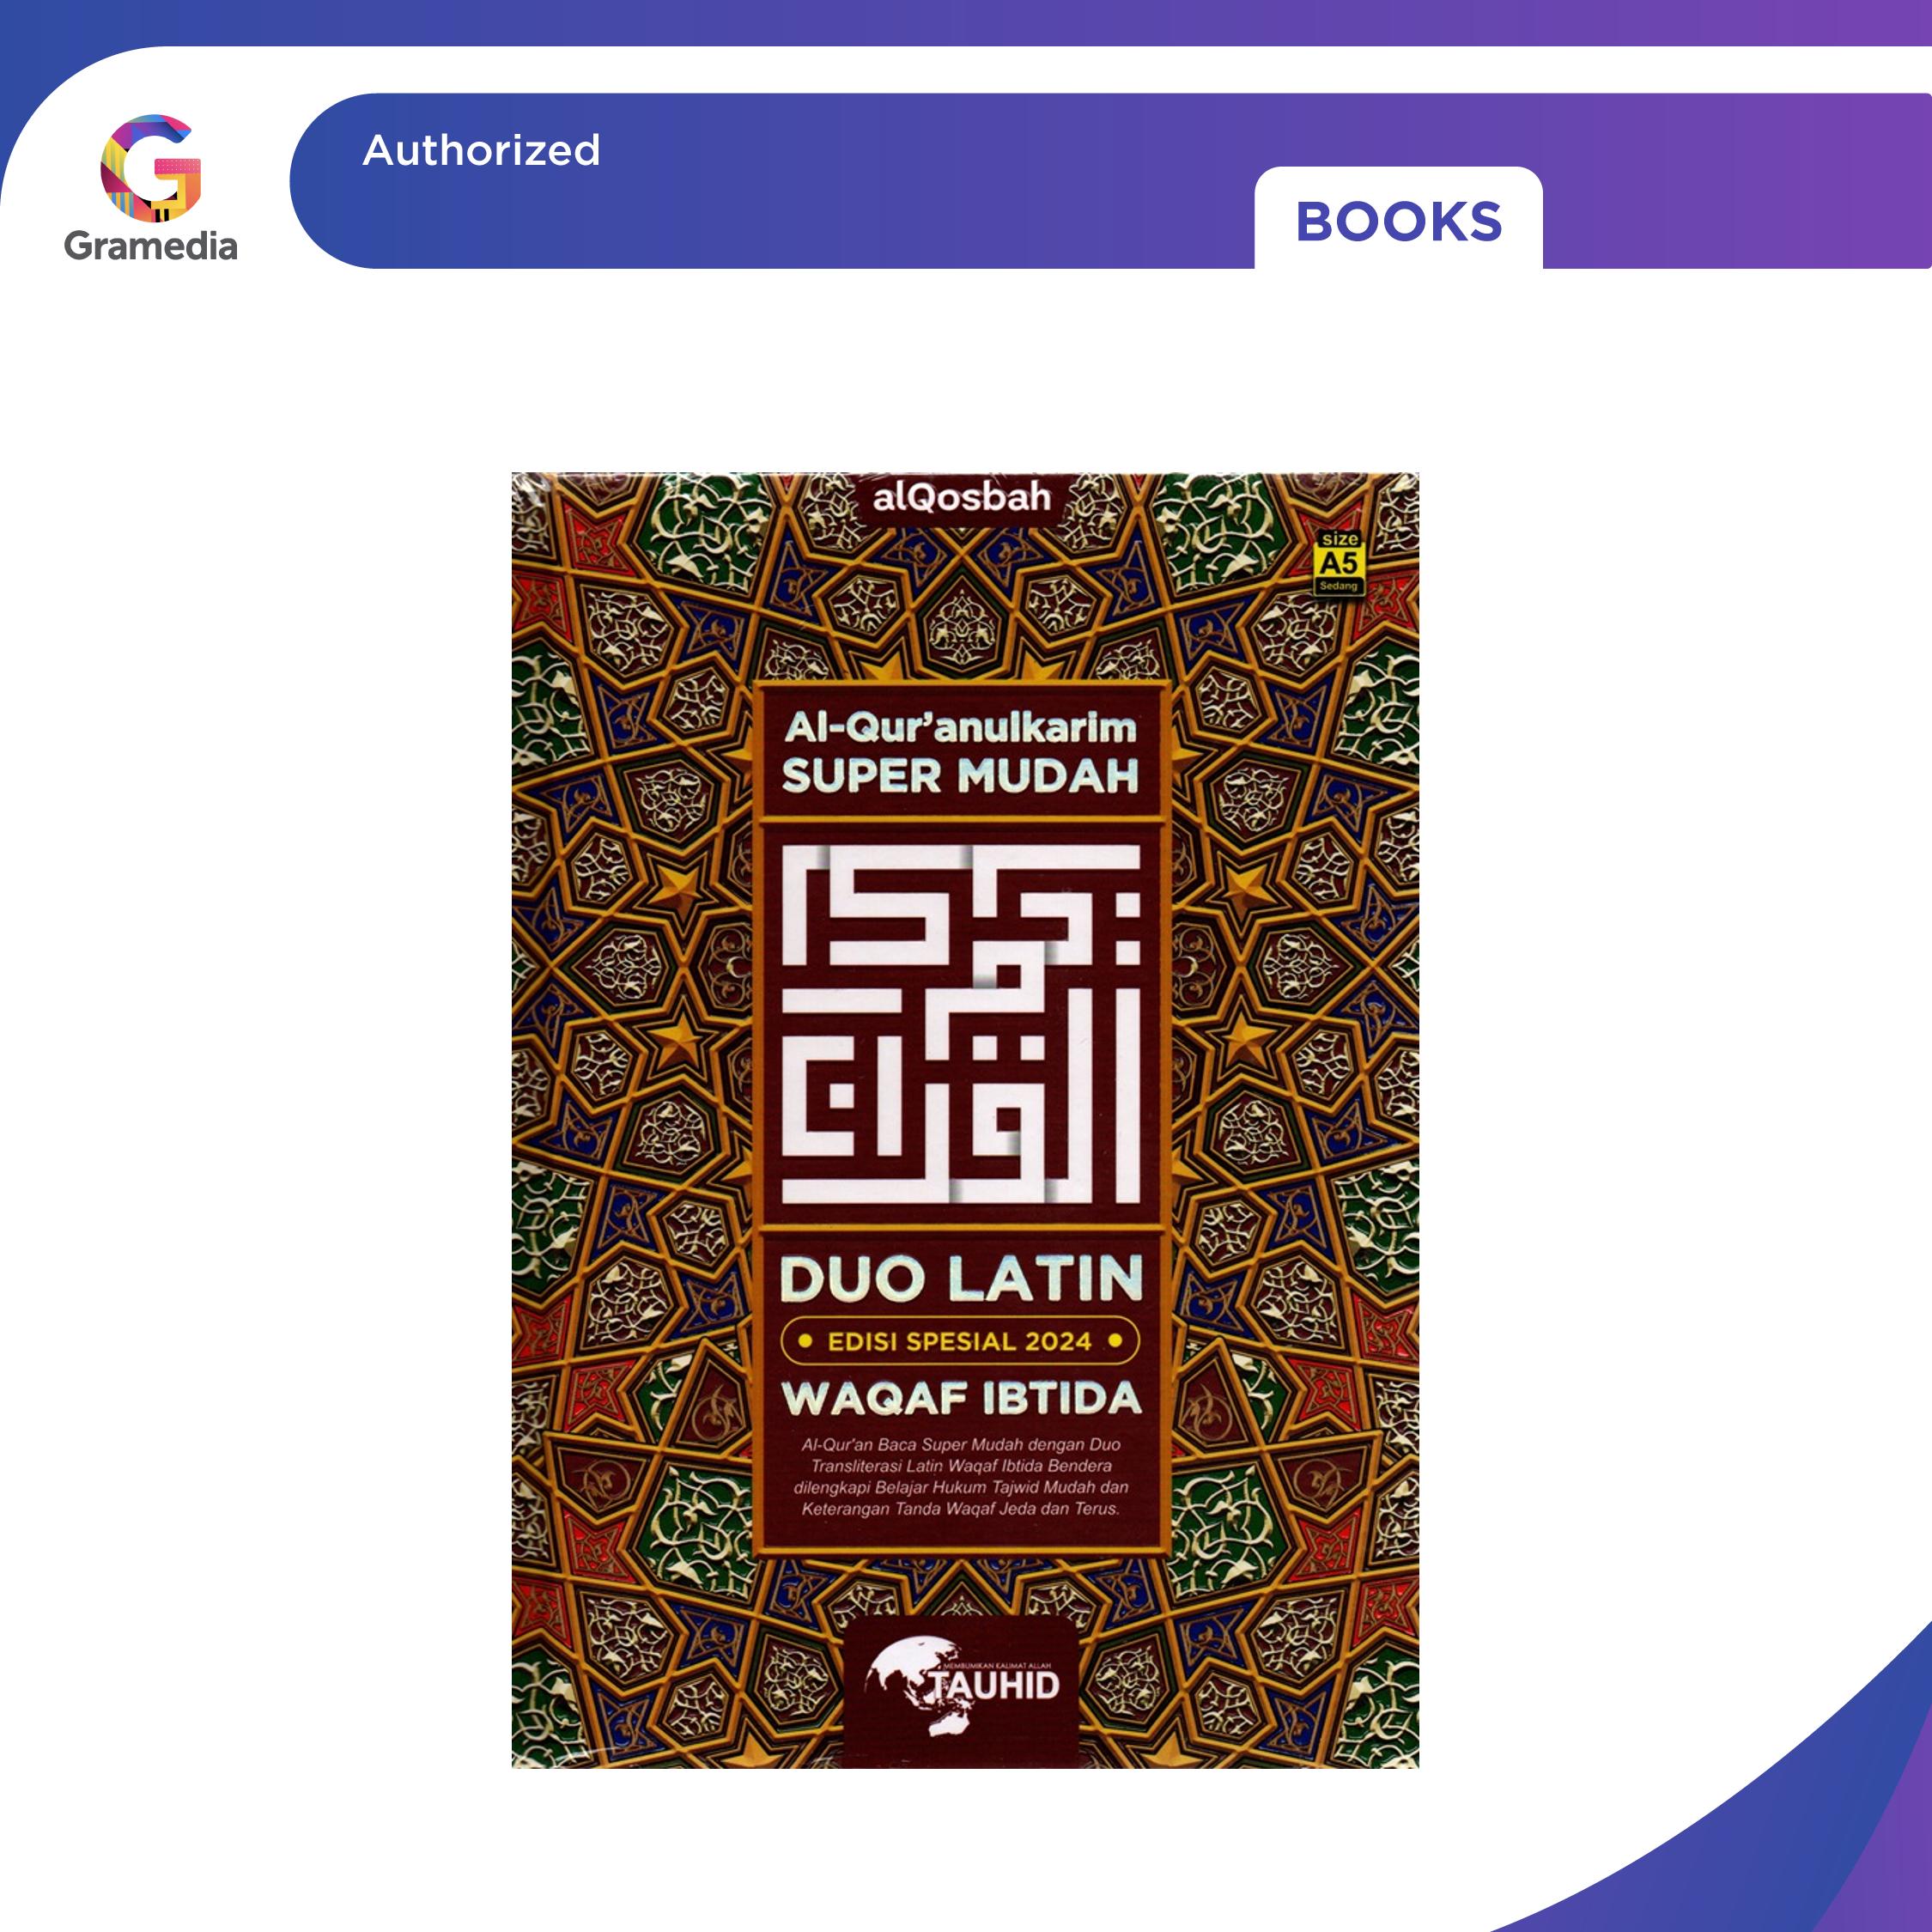 Gramedia
Authorized
BOOKS
alQosbah
size
A5
Sedang
Al-Qur’anulkarim
SUPER MUDAH
القرآن
الكريم
DUO LATIN
• EDISI SPESIAL 2024 •
WAQAF IBTIDA
Al-Qur'an Baca Super Mudah dengan Duo
Transliterasi Latin Waqaf Ibtida Bendera
dilengkapi Belajar Hukum Tajwid Mudah dan
Keterangan Tanda Waqaf Jeda dan Terus.
MEMBUMIKAN KALIMAT ALLAH
TAUHID